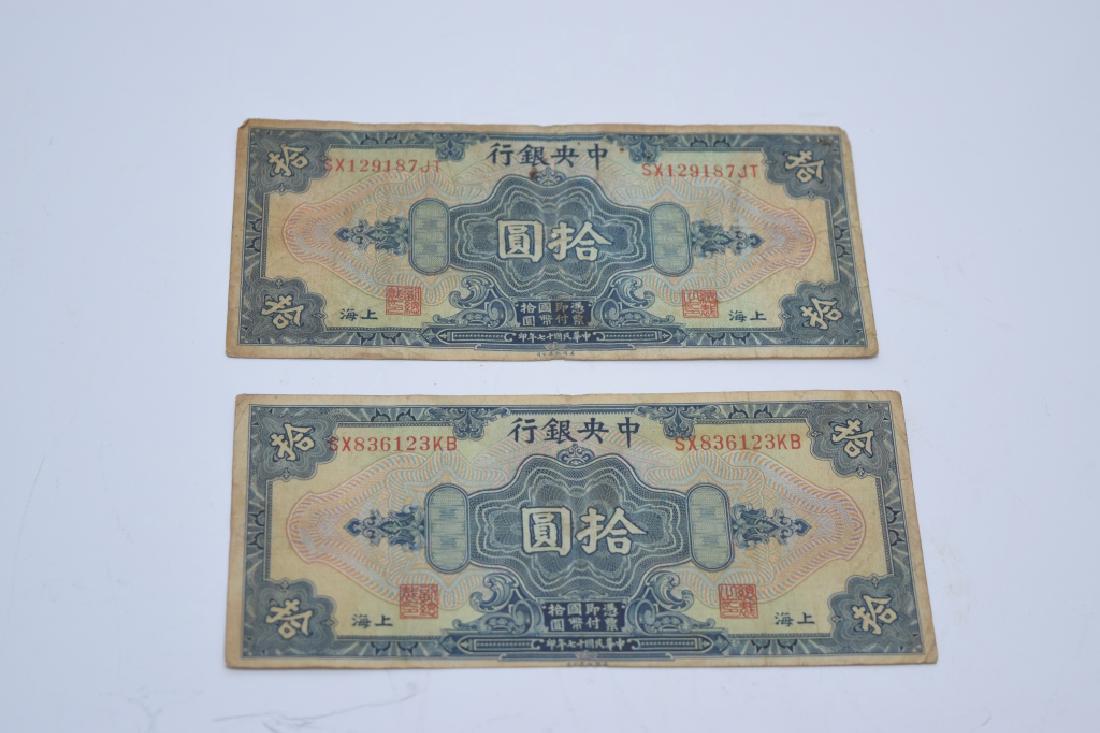 中央銀行
SX129187JT SX129187JT
拾 拾
拾圓
上海 憑票即付國幣拾圓 上海
拾 拾
中華民國十七年印
中央銀行
SX836123KB SX836123KB
拾 拾
拾圓
上海 憑票即付國幣拾圓 上海
拾 拾
中華民國十七年印